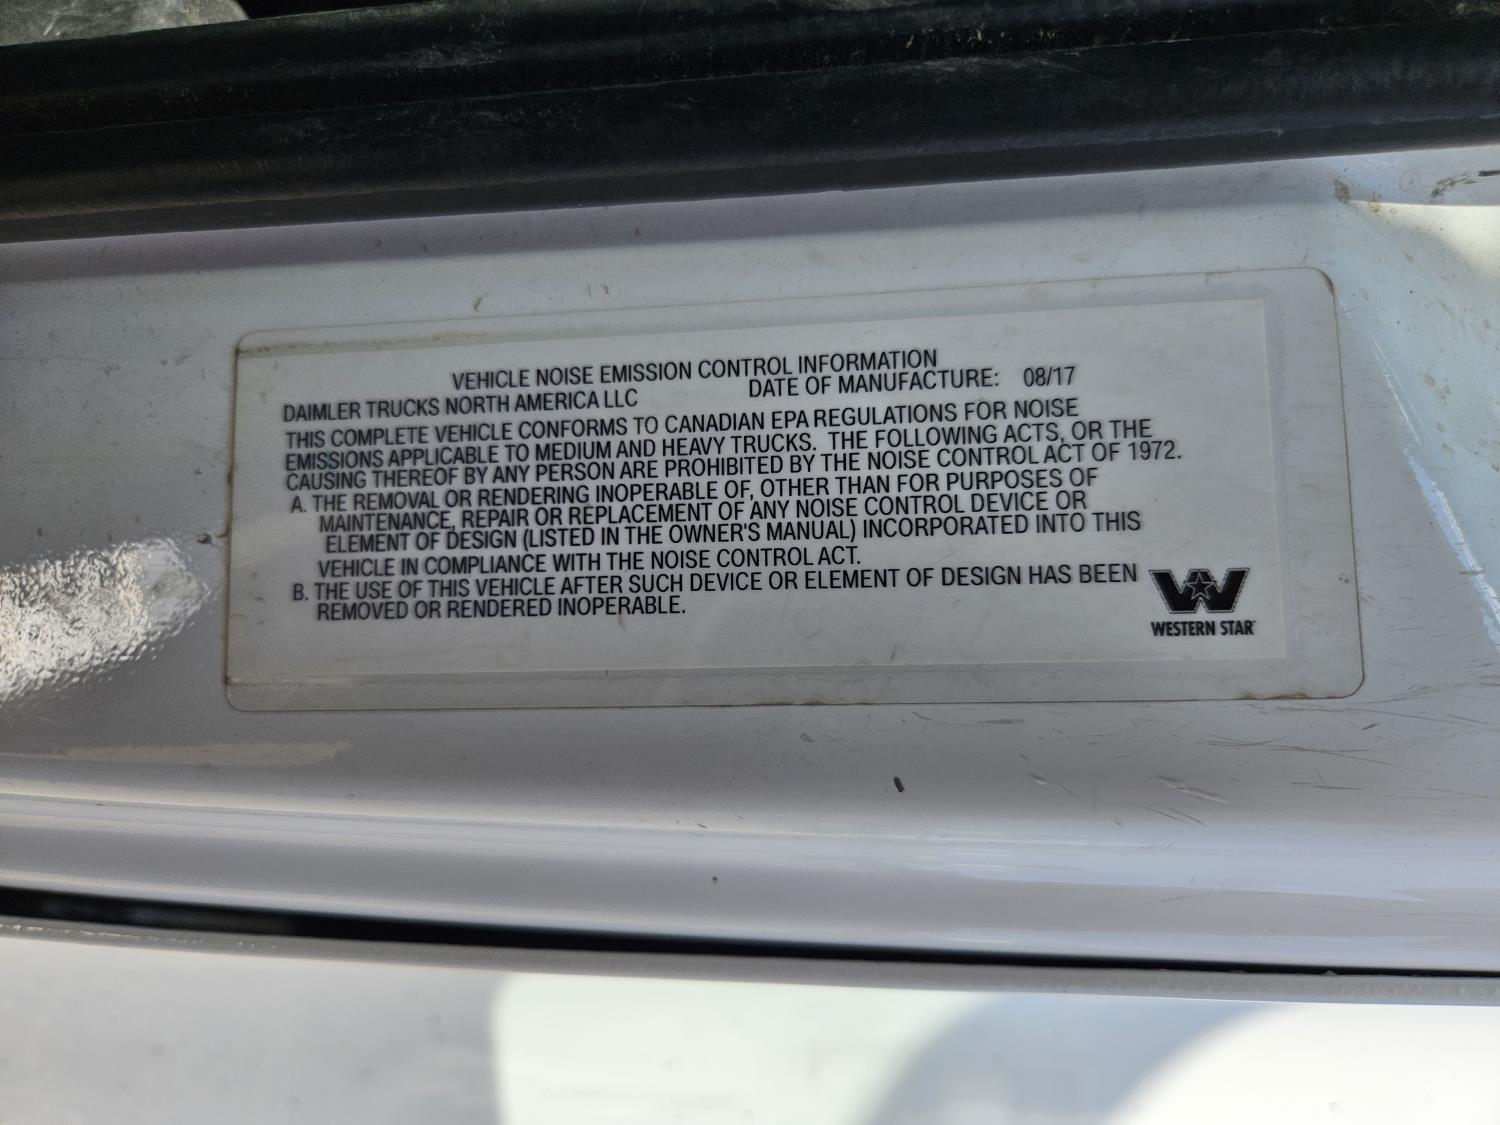 VEHICLE NOISE EMISSION CONTROL INFORMATION
DAIMLER TRUCKS NORTH AMERICA LLC DATE OF MANUFACTURE: 08/17
THIS COMPLETE VEHICLE CONFORMS TO CANADIAN EPA REGULATIONS FOR NOISE
EMISSIONS APPLICABLE TO MEDIUM AND HEAVY TRUCKS. THE FOLLOWING ACTS, OR THE
CAUSING THEREOF BY ANY PERSON ARE PROHIBITED BY THE NOISE CONTROL ACT OF 1972.
A. THE REMOVAL OR RENDERING INOPERABLE OF, OTHER THAN FOR PURPOSES OF
MAINTENANCE, REPAIR OR REPLACEMENT OF ANY NOISE CONTROL DEVICE OR
ELEMENT OF DESIGN (LISTED IN THE OWNER'S MANUAL) INCORPORATED INTO THIS
VEHICLE IN COMPLIANCE WITH THE NOISE CONTROL ACT.
B. THE USE OF THIS VEHICLE AFTER SUCH DEVICE OR ELEMENT OF DESIGN HAS BEEN
REMOVED OR RENDERED INOPERABLE.
WESTERN STAR